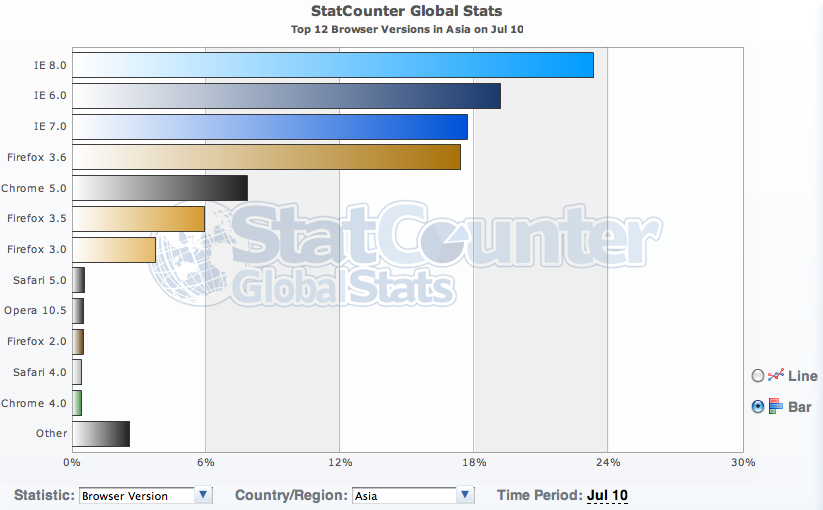 StatCounter Global Stats
Top 12 Browser Versions in Asia on Jul 10
IE 8.0
IE 6.0
IE 7.0
Firefox 3.6
Chrome 5.0
Firefox 3.5
Firefox 3.0
Safari 5.0
Opera 10.5
Firefox 2.0
Safari 4.0
Chrome 4.0
Other
StatCounter
GlobalStats
0% 6% 12% 18% 24% 30%
Line
Bar
Statistic: Browser Version Country/Region: Asia Time Period: Jul 10